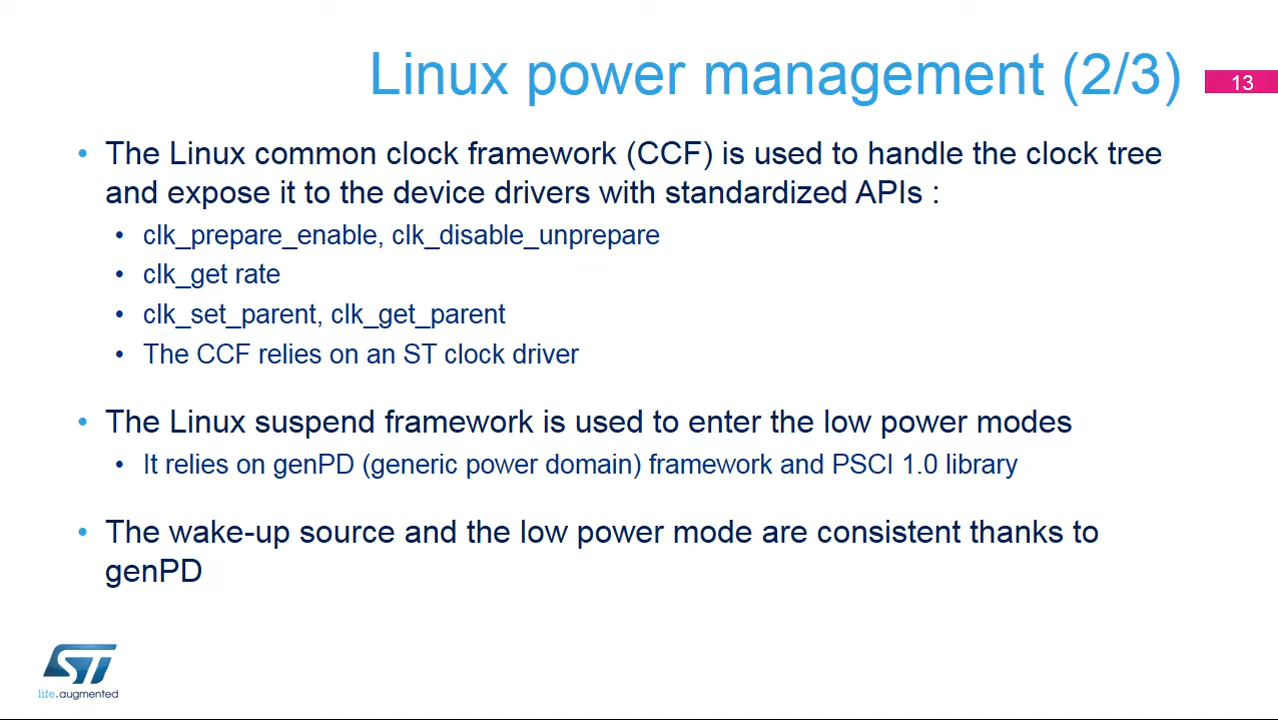 Linux power management (2/3)
13
• The Linux common clock framework (CCF) is used to handle the clock tree
and expose it to the device drivers with standardized APIs :
• clk_prepare_enable, clk_disable_unprepare
• clk_get rate
• clk_set_parent, clk_get_parent
• The CCF relies on an ST clock driver
• The Linux suspend framework is used to enter the low power modes
• It relies on genPD (generic power domain) framework and PSCI 1.0 library
• The wake-up source and the low power mode are consistent thanks to
genPD
ST
life.augmented